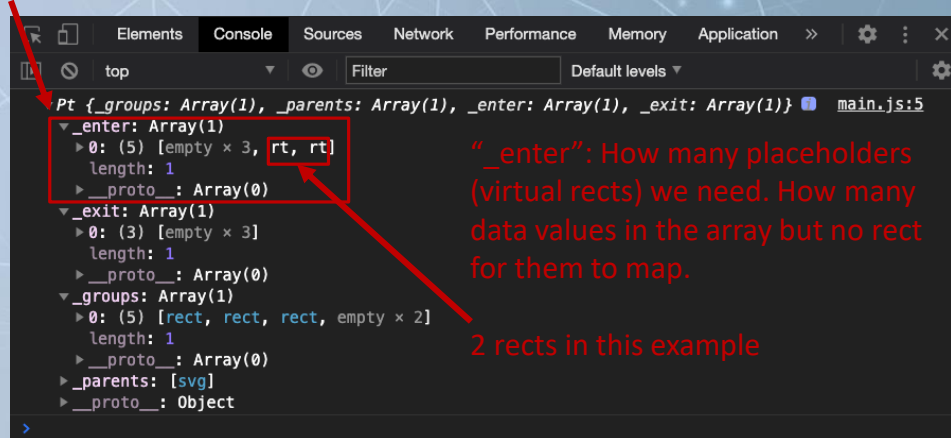 Elements Console Sources Network Performance Memory Application »
top ▼ Filter Default levels ▼
Pt {_groups: Array(1), _parents: Array(1), _enter: Array(1), _exit: Array(1)} main.js:5
▼_enter: Array(1)
▶0: (5) [empty × 3, rt, rt]
length: 1
▶__proto__: Array(0)
▼_exit: Array(1)
▶0: (3) [empty × 3]
length: 1
▶__proto__: Array(0)
▼_groups: Array(1)
▶0: (5) [rect, rect, rect, empty × 2]
length: 1
▶__proto__: Array(0)
▶_parents: [svg]
▶__proto__: Object
>
“_enter”: How many placeholders
(virtual rects) we need. How many
data values in the array but no rect
for them to map.
2 rects in this example